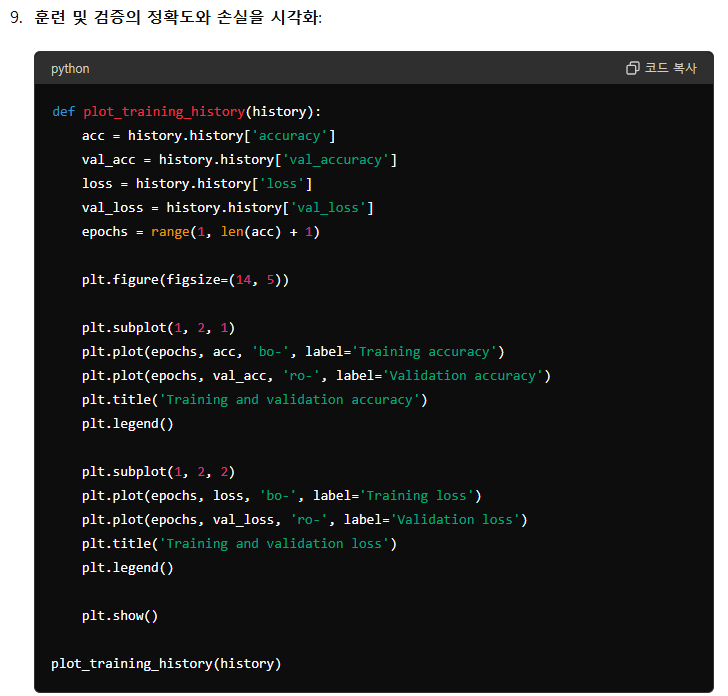 9. 훈련 및 검증의 정확도와 손실을 시각화:
python
코드 복사
def plot_training_history(history):
    acc = history.history['accuracy']
    val_acc = history.history['val_accuracy']
    loss = history.history['loss']
    val_loss = history.history['val_loss']
    epochs = range(1, len(acc) + 1)

    plt.figure(figsize=(14, 5))

    plt.subplot(1, 2, 1)
    plt.plot(epochs, acc, 'bo-', label='Training accuracy')
    plt.plot(epochs, val_acc, 'ro-', label='Validation accuracy')
    plt.title('Training and validation accuracy')
    plt.legend()

    plt.subplot(1, 2, 2)
    plt.plot(epochs, loss, 'bo-', label='Training loss')
    plt.plot(epochs, val_loss, 'ro-', label='Validation loss')
    plt.title('Training and validation loss')
    plt.legend()

    plt.show()

plot_training_history(history)